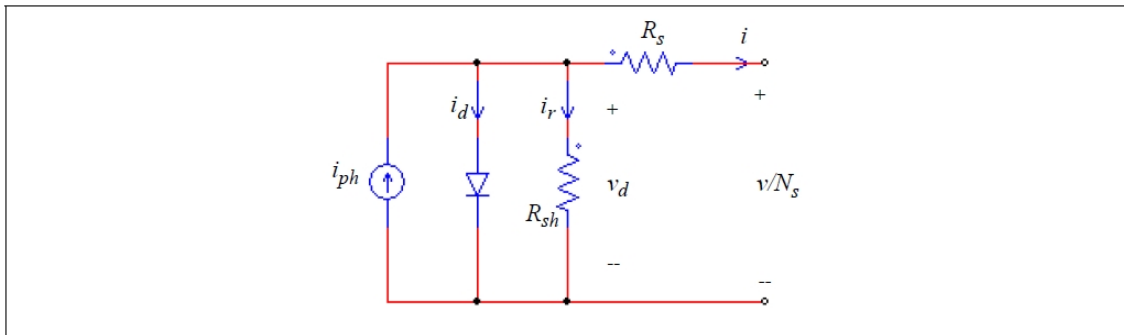 R_s
i
i_d
i_r
+
+
i_ph
v_d
v/N_s
R_sh
--
--